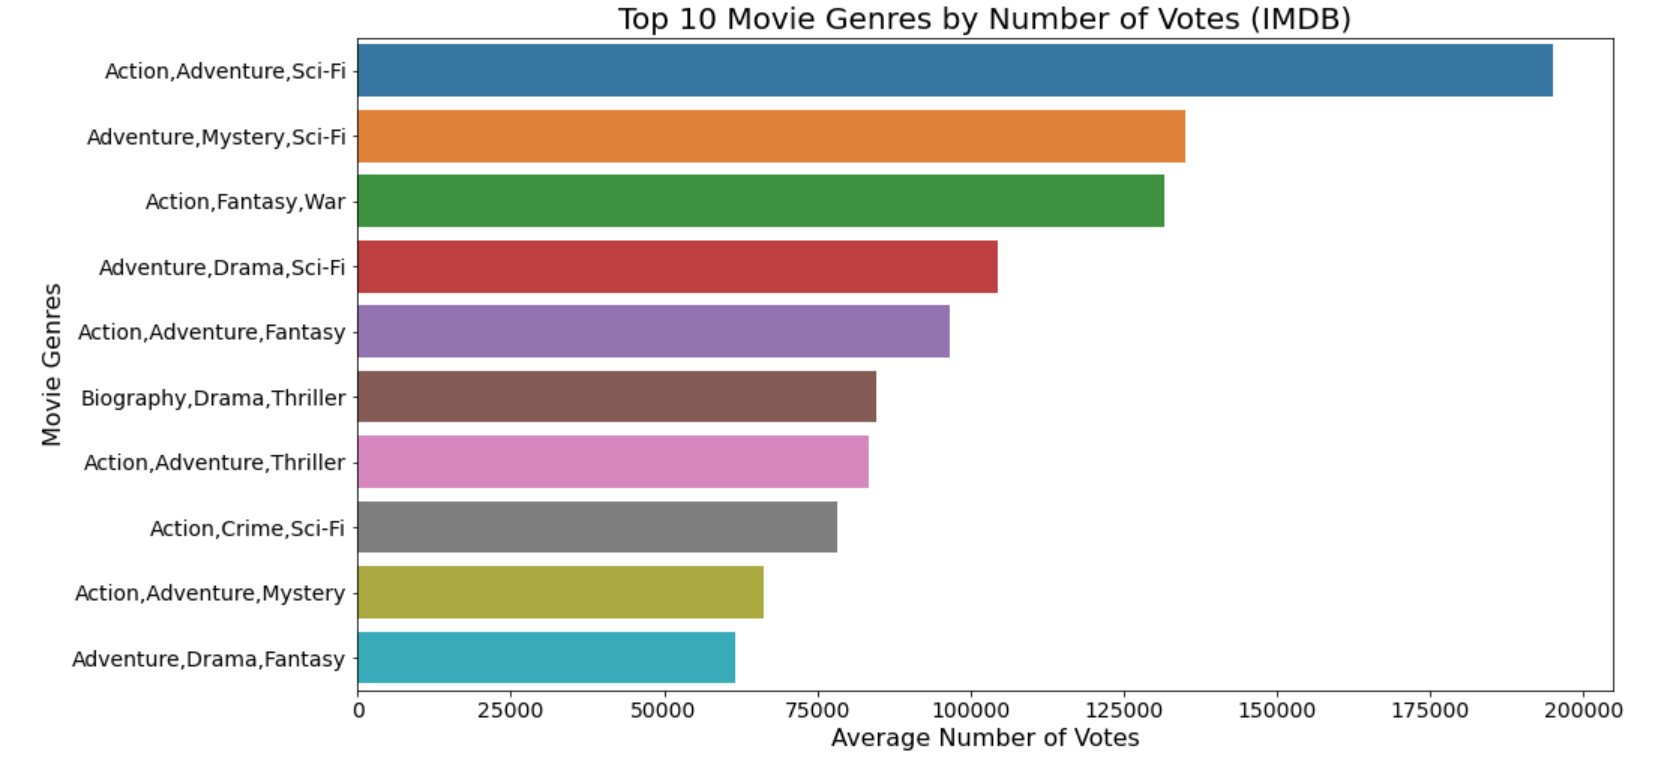 Top 10 Movie Genres by Number of Votes (IMDB)
Action,Adventure,Sci-Fi
Adventure,Mystery,Sci-Fi
Action,Fantasy,War
Adventure,Drama,Sci-Fi
Action,Adventure,Fantasy
Biography,Drama,Thriller
Action,Adventure,Thriller
Action,Crime,Sci-Fi
Action,Adventure,Mystery
Adventure,Drama,Fantasy
Movie Genres
0 25000 50000 75000 100000 125000 150000 175000 200000
Average Number of Votes